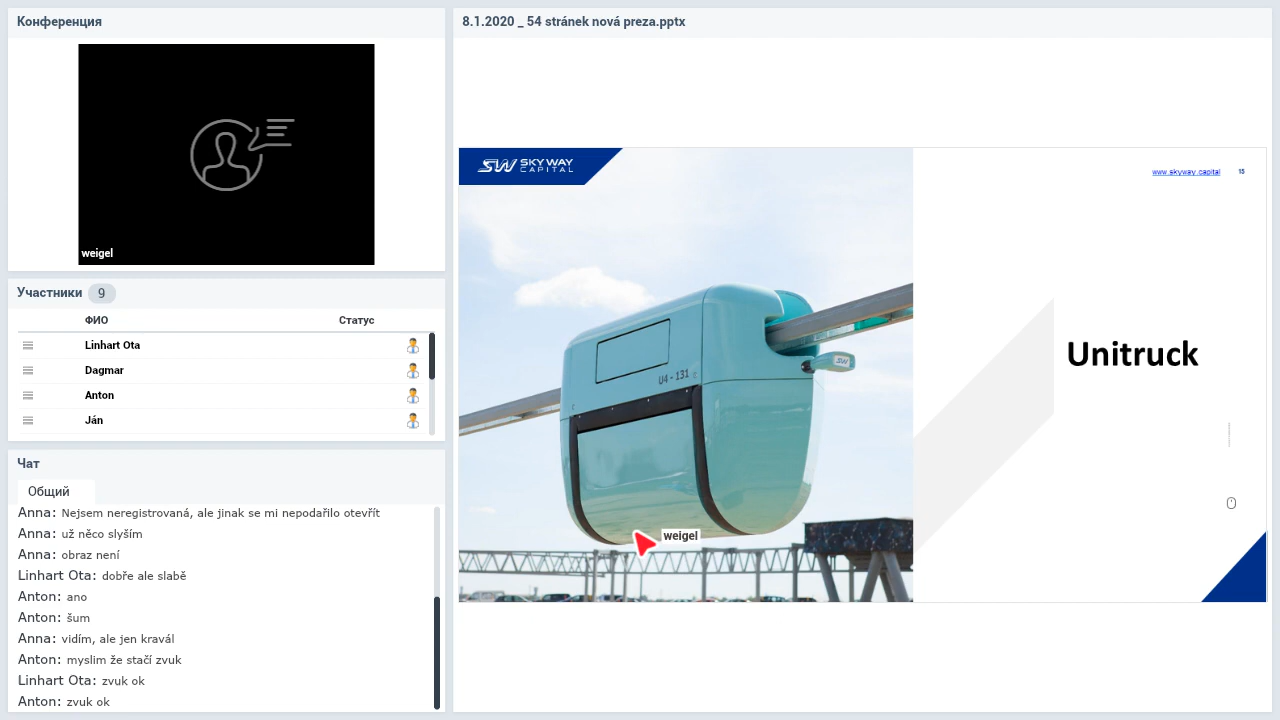 Конференция
weigel
Участники 9
ФИО Статус
Linhart Ota
Dagmar
Anton
Ján
Чат
Общий
Anna: Nejsem neregistrovaná, ale jinak se mi nepodařilo otevřít
Anna: už něco slyším
Anna: obraz není
Linhart Ota: dobře ale slabě
Anton: ano
Anton: šum
Anna: vidím, ale jen kravál
Anton: myslim že stačí zvuk
Linhart Ota: zvuk ok
Anton: zvuk ok
8.1.2020 _ 54 stránek nová preza.pptx
SW SKY WAY
CAPITAL
www.skyway.capital 15
U4 - 131
SW
Unitruck
weigel